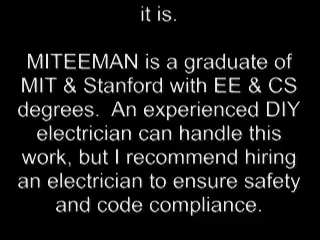 it is.
MITEEMAN is a graduate of
MIT & Stanford with EE & CS
degrees.  An experienced DIY
electrician can handle this
work, but I recommend hiring
an electrician to ensure safety
and code compliance.